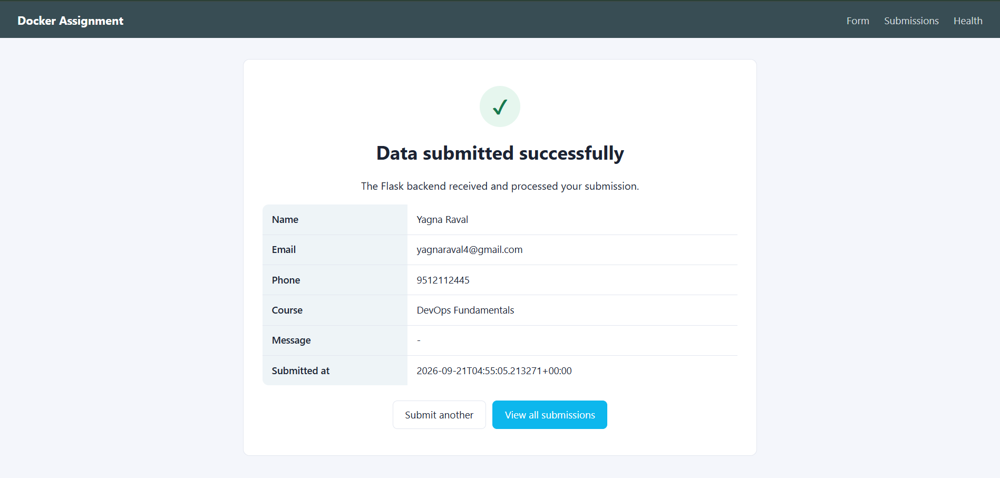 Docker Assignment
Form Submissions Health
✓
Data submitted successfully
The Flask backend received and processed your submission.
Name Yagna Raval
Email yagnaraval4@gmail.com
Phone 9512112445
Course DevOps Fundamentals
Message -
Submitted at 2026-09-21T04:55:05.213271+00:00
Submit another View all submissions